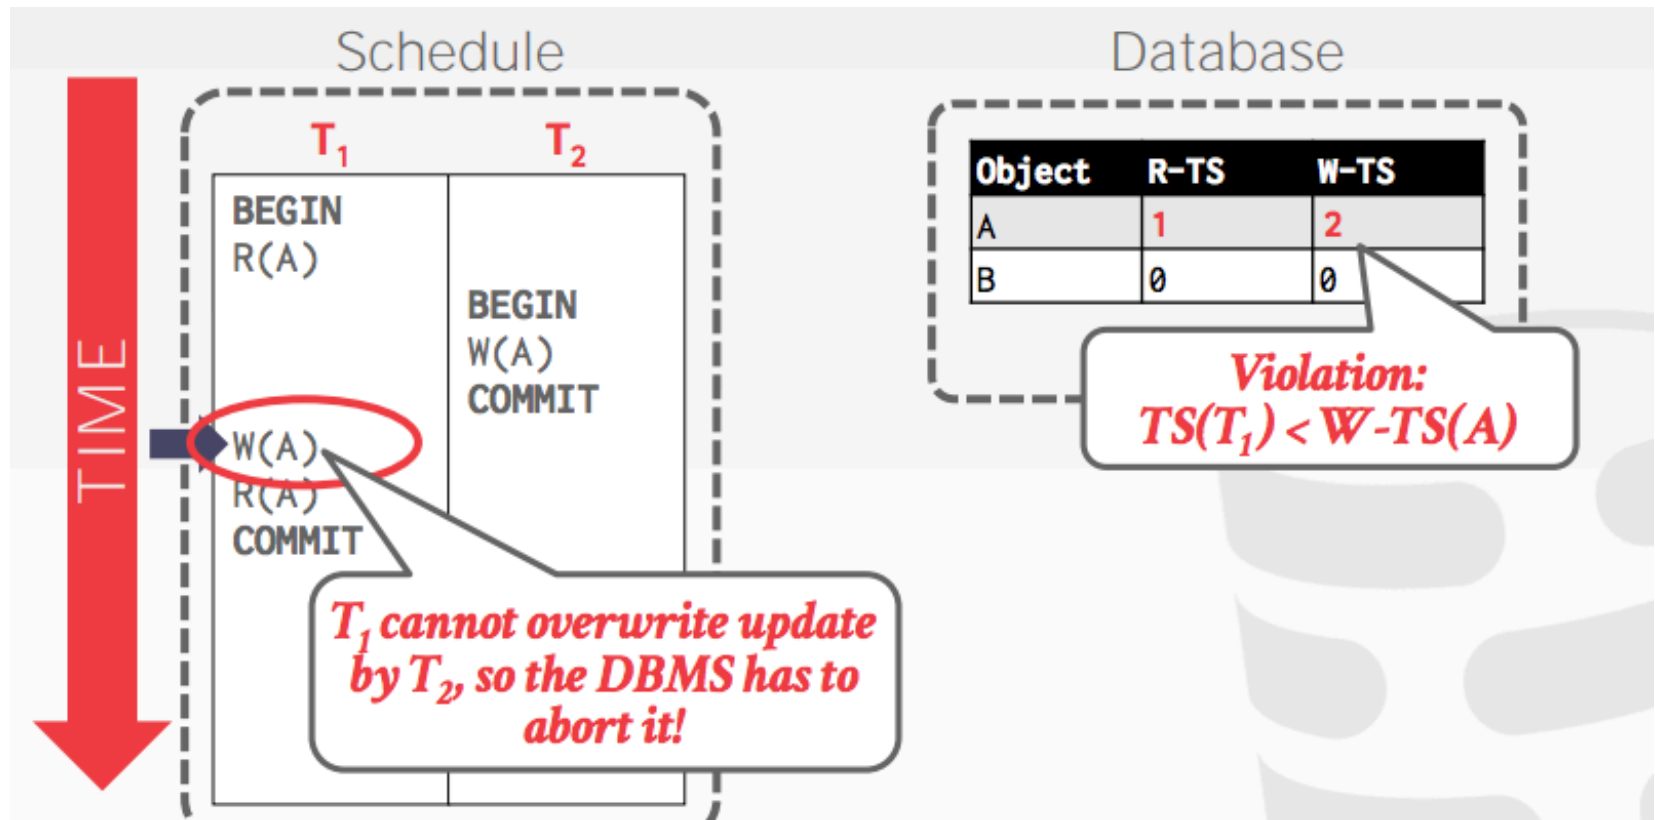 Schedule
Database
TIME
T₁ T₂
BEGIN
R(A)
BEGIN
W(A)
COMMIT
W(A)
R(A)
COMMIT
T₁ cannot overwrite update
by T₂, so the DBMS has to
abort it!
Object R-TS W-TS
A 1 2
B 0 0
Violation:
TS(T₁) < W-TS(A)